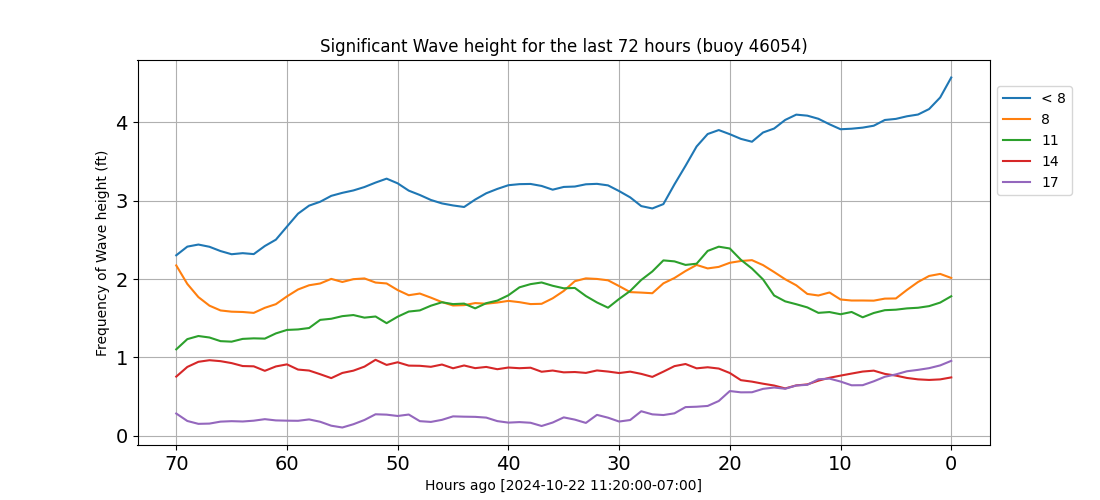 Significant Wave height for the last 72 hours (buoy 46054)
Frequency of Wave height (ft)
4
3
2
1
0
70 60 50 40 30 20 10 0
Hours ago [2024-10-22 11:20:00-07:00]
< 8
8
11
14
17